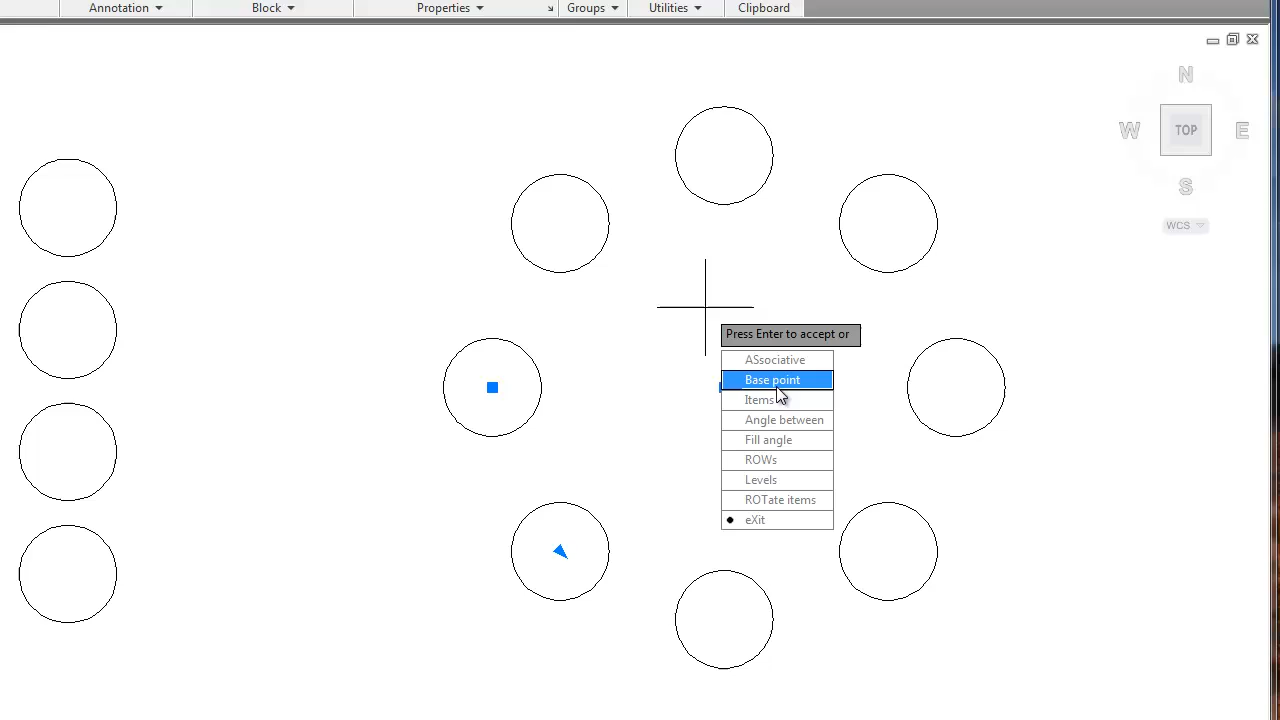 Annotation
Block
Properties
Groups
Utilities
Clipboard
N
W
TOP
E
S
WCS
Press Enter to accept or
ASsociative
Base point
Items
Angle between
Fill angle
ROWs
Levels
ROTate items
eXit